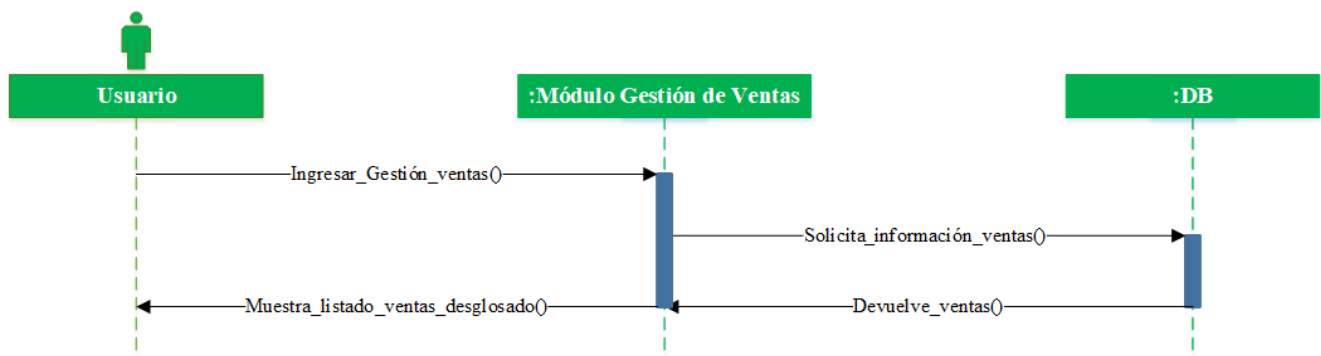 Usuario
:Módulo Gestión de Ventas
:DB
Ingresar_Gestión_ventas()
Solicita_información_ventas()
Muestra_listado_ventas_desglosado()
Devuelve_ventas()